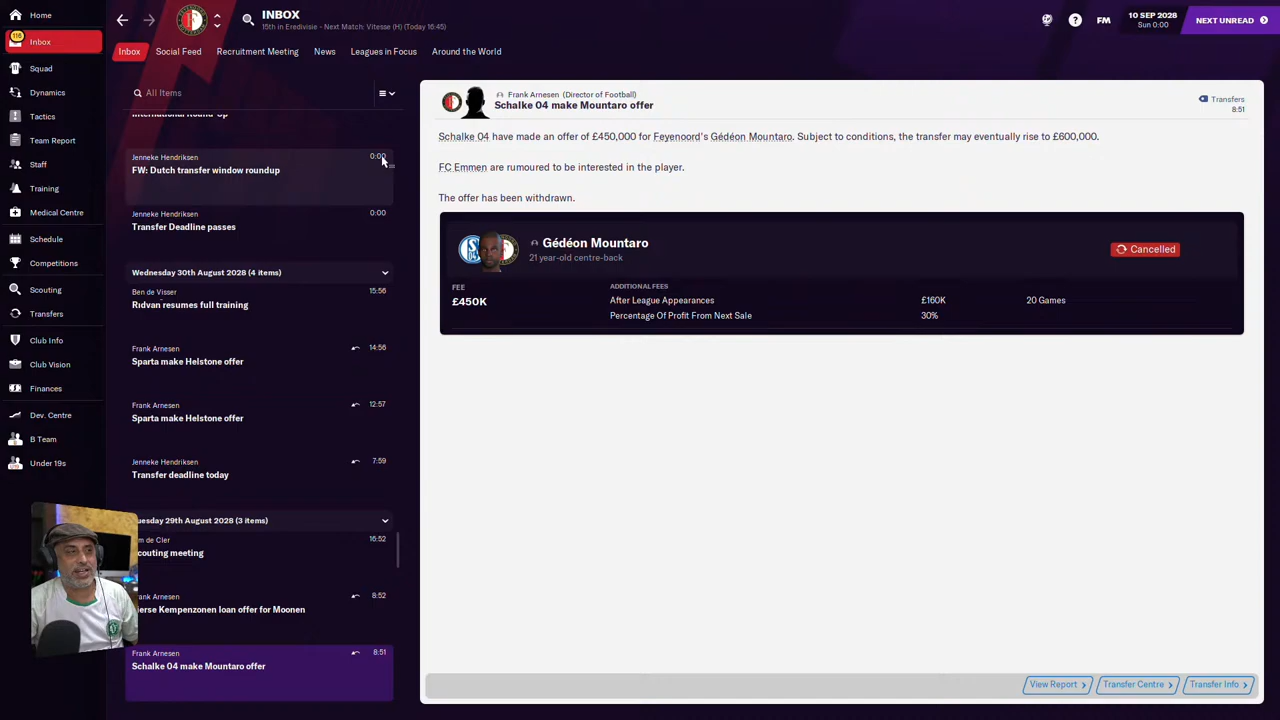 Home
116
Inbox
Squad
Dynamics
Tactics
Team Report
Staff
Training
Medical Centre
Schedule
Competitions
Scouting
Transfers
Club Info
Club Vision
Finances
Dev. Centre
B Team
Under 19s
INBOX
15th in Eredivisie - Next Match: Vitesse (H) (Today 16:45)
?
FM
10 SEP 2028
Sun 0:00
NEXT UNREAD
Inbox
Social Feed
Recruitment Meeting
News
Leagues in Focus
Around the World
All Items
International Round-Up
Jenneke Hendriksen
0:00
FW: Dutch transfer window roundup
Jenneke Hendriksen
0:00
Transfer Deadline passes
Wednesday 30th August 2028 (4 items)
Ben de Visser
15:56
Rıdvan resumes full training
Frank Arnesen
14:56
Sparta make Helstone offer
Frank Arnesen
12:57
Sparta make Helstone offer
Jenneke Hendriksen
7:59
Transfer deadline today
uesday 29th August 2028 (3 items)
m de Cler
16:52
couting meeting
ank Arnesen
8:52
ierse Kempenzonen loan offer for Moonen
Frank Arnesen
8:51
Schalke 04 make Mountaro offer
Frank Arnesen (Director of Football)
Schalke 04 make Mountaro offer
Transfers
8:51
Schalke 04 have made an offer of £450,000 for Feyenoord's Gédéon Mountaro. Subject to conditions, the transfer may eventually rise to £600,000.
FC Emmen are rumoured to be interested in the player.
The offer has been withdrawn.
Gédéon Mountaro
21 year-old centre-back
Cancelled
FEE
£450K
ADDITIONAL FEES
After League Appearances
£160K
20 Games
Percentage Of Profit From Next Sale
30%
View Report
Transfer Centre
Transfer Info